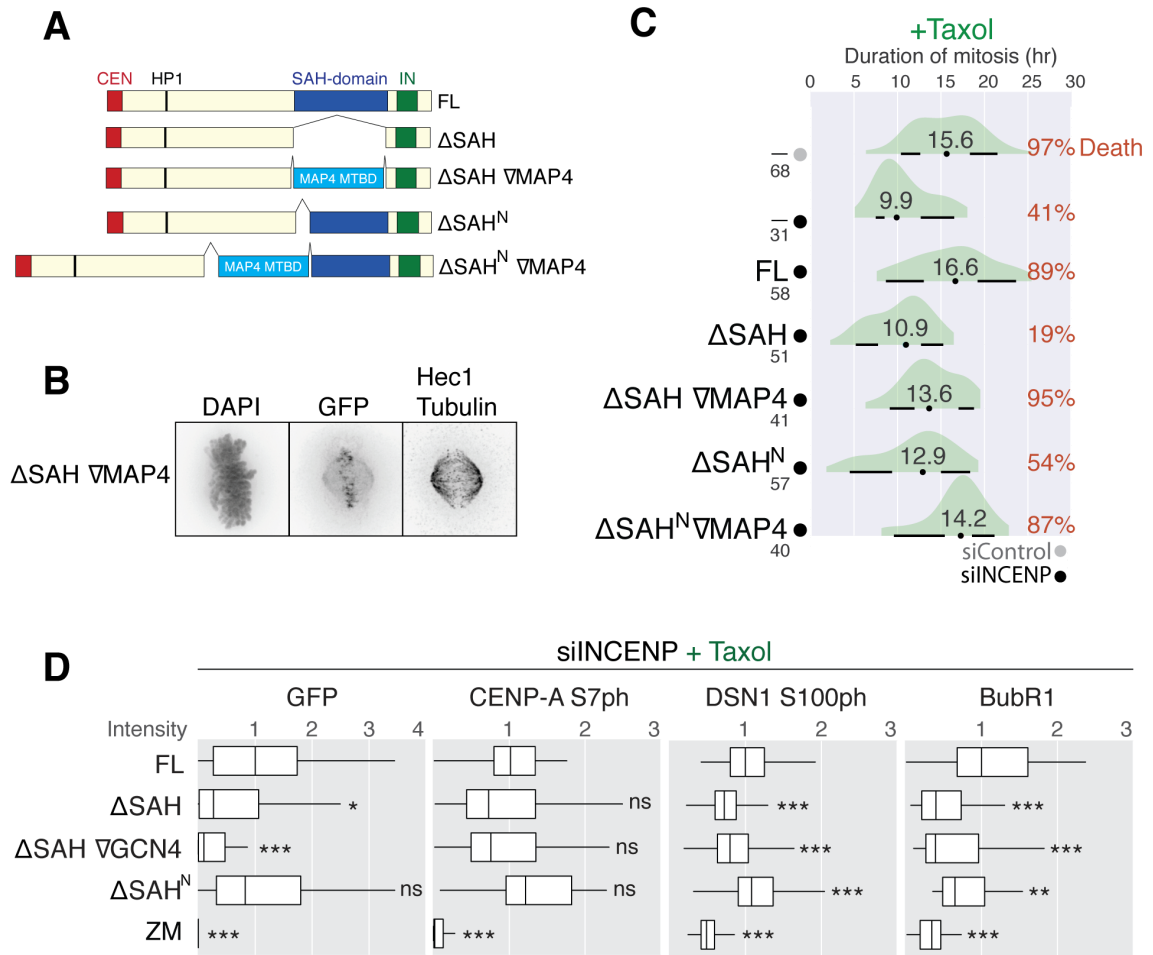 A
CEN HP1 SAH-domain IN
FL
ΔSAH
MAP4 MTBD ΔSAH ∇MAP4
ΔSAHᴺ
MAP4 MTBD ΔSAHᴺ ∇MAP4
B
DAPI GFP Hec1 Tubulin
ΔSAH ∇MAP4
C
+Taxol
Duration of mitosis (hr)
0 5 10 15 20 25 30
— 68 15.6 97% Death
— 31 9.9 41%
FL 58 16.6 89%
ΔSAH 51 10.9 19%
ΔSAH ∇MAP4 41 13.6 95%
ΔSAHᴺ 57 12.9 54%
ΔSAHᴺ∇MAP4 40 14.2 87%
siControl
siINCENP
D
siINCENP + Taxol
GFP CENP-A S7ph DSN1 S100ph BubR1
Intensity 1 2 3 4 1 2 3 1 2 3 1 2 3
FL
ΔSAH * ns *** ***
ΔSAH ∇GCN4 *** ns *** ***
ΔSAHᴺ ns ns *** **
ZM *** *** *** ***